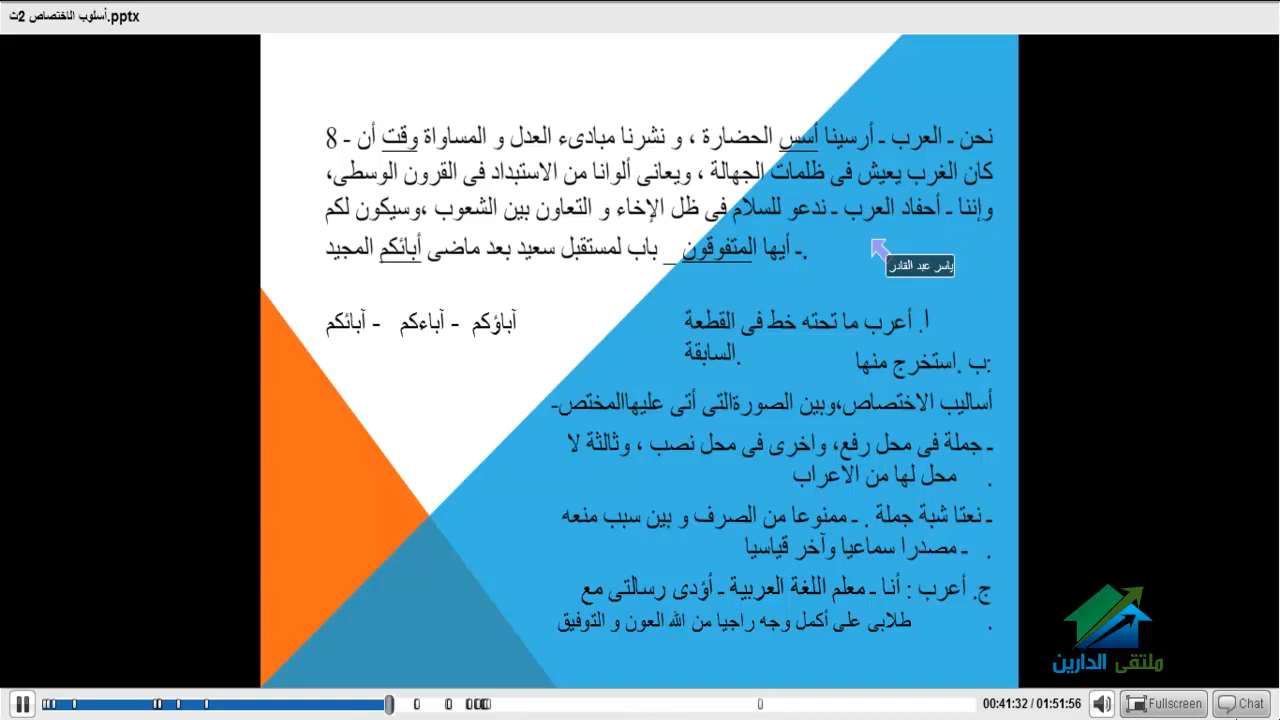 أسلوب الاختصاص 2ث.pptx
نحن ـ العرب ـ أرسينا أسس الحضارة ، و نشرنا مبادىء العدل و المساواة وقت أن - 8
كان الغرب يعيش فى ظلمات الجهالة ، ويعانى ألوانا من الاستبداد فى القرون الوسطى،
وإننا ـ أحفاد العرب ـ ندعو للسلام فى ظل الإخاء و التعاون بين الشعوب ،وسيكون لكم
ـ أيها المتفوقون _ باب لمستقبل سعيد بعد ماضى أبائكم المجيد.
ياسر عبد القادر
آباؤكم - آباءكم - آبائكم
أ. أعرب ما تحته خط فى القطعة
السابقة.
ب .استخرج منها:
أساليب الاختصاص،وبين الصورةالتى أتى عليهاالمختص-
ـ جملة فى محل رفع، واخرى فى محل نصب ، وثالثة لا
محل لها من الاعراب .
ـ نعتا شبة جملة . ـ ممنوعا من الصرف و بين سبب منعه
ـ مصدرا سماعيا وآخر قياسيا .
ج. أعرب : أنا ـ معلم اللغة العربية ـ أؤدى رسالتى مع
طلابى على أكمل وجه راجيا من الله العون و التوفيق .
ملتقى الدارين
00:41:32 / 01:51:56
Fullscreen
Chat